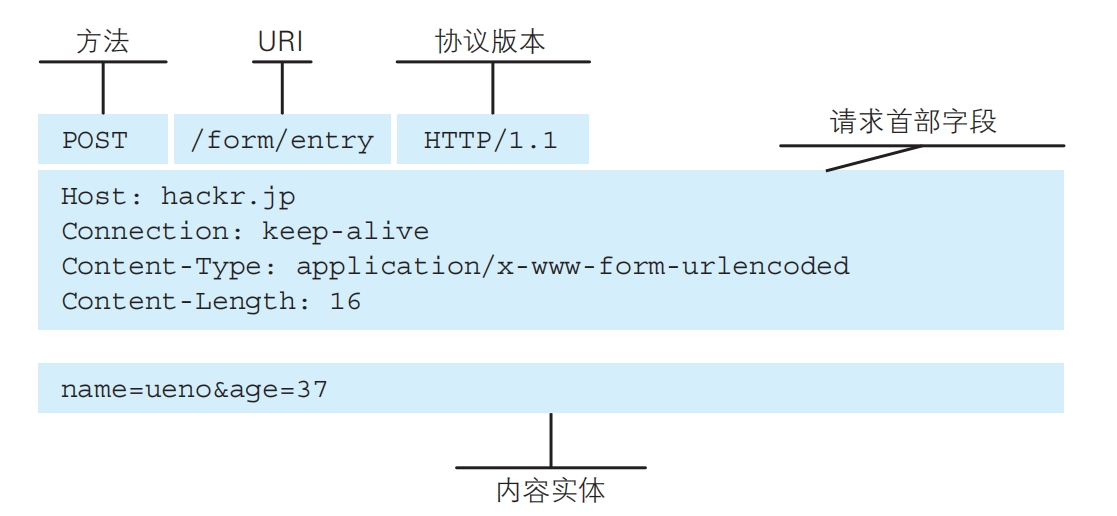 方法 URI 协议版本
请求首部字段
POST /form/entry HTTP/1.1
Host: hackr.jp
Connection: keep-alive
Content-Type: application/x-www-form-urlencoded
Content-Length: 16
name=ueno&age=37
内容实体